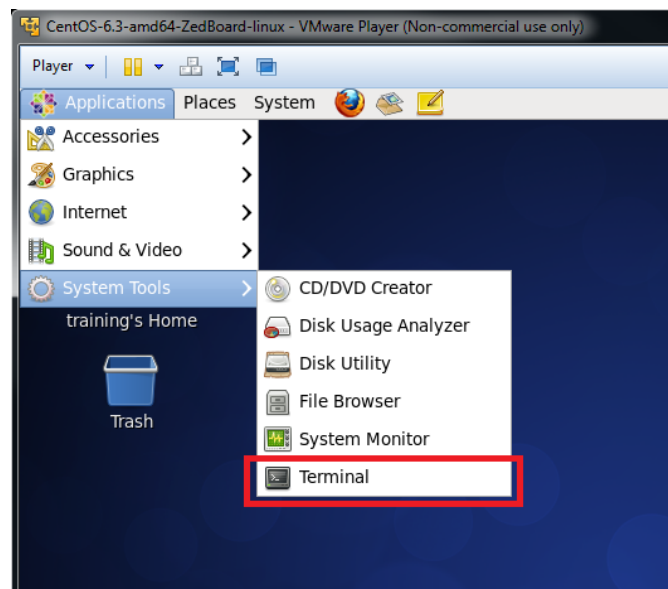 CentOS-6.3-amd64-ZedBoard-linux - VMware Player (Non-commercial use only)
Player
Applications Places System
Accessories
Graphics
Internet
Sound & Video
System Tools
CD/DVD Creator
Disk Usage Analyzer
Disk Utility
File Browser
System Monitor
Terminal
training's Home
Trash